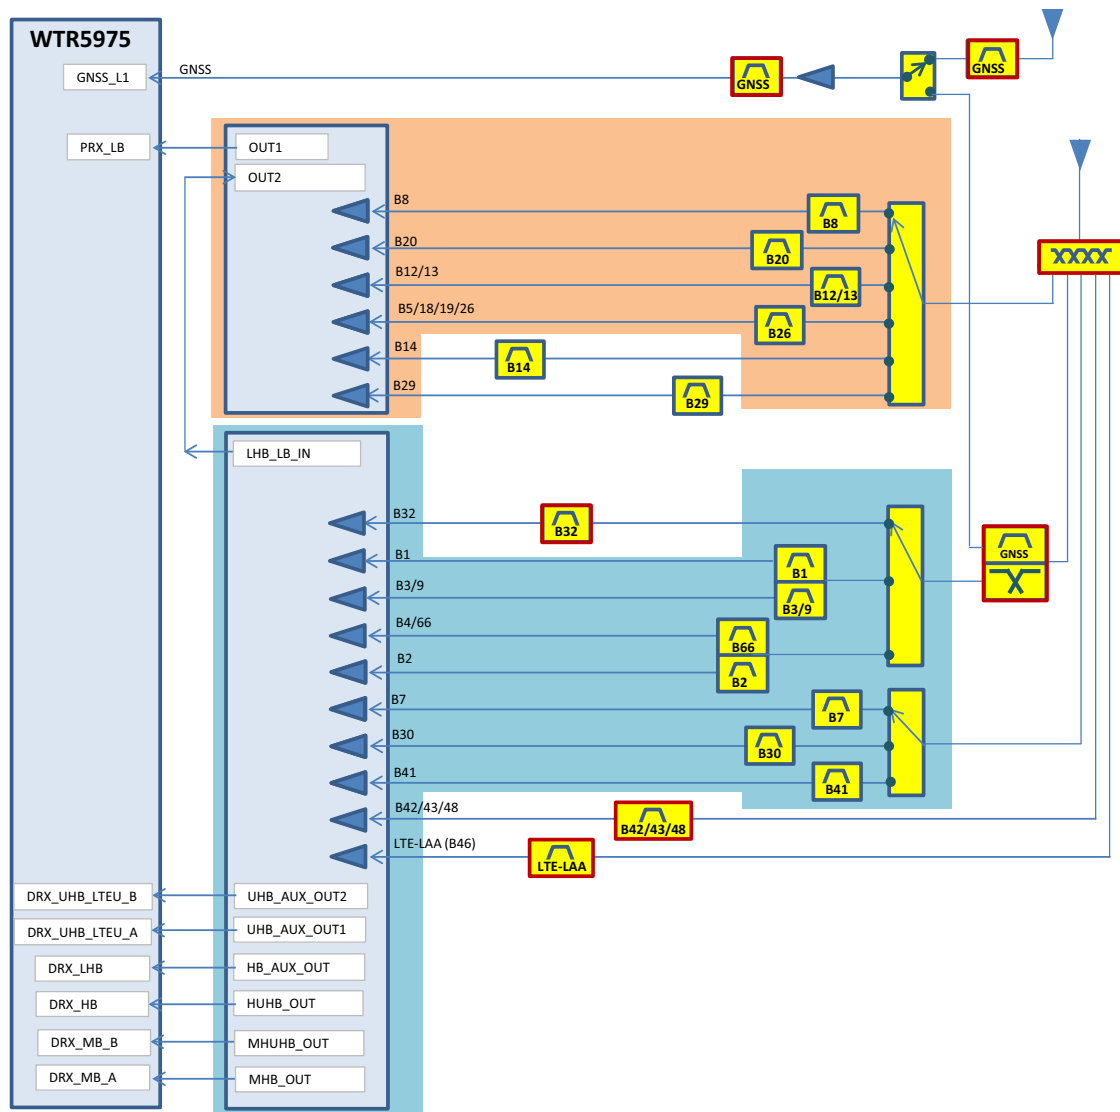 WTR5975
GNSS_L1
GNSS
GNSS
GNSS
PRX_LB
OUT1
OUT2
B8
B8
B20
B20
B12/13
B12/13
B5/18/19/26
B26
B14
B14
B29
B29
XXXX
LHB_LB_IN
B32
B32
B1
B1
B3/9
B3/9
GNSS
B4/66
B66
B2
B2
B7
B7
B30
B30
B41
B41
B42/43/48
B42/43/48
LTE-LAA (B46)
LTE-LAA
DRX_UHB_LTEU_B
UHB_AUX_OUT2
DRX_UHB_LTEU_A
UHB_AUX_OUT1
DRX_LHB
HB_AUX_OUT
DRX_HB
HUHB_OUT
DRX_MB_B
MHUHB_OUT
DRX_MB_A
MHB_OUT